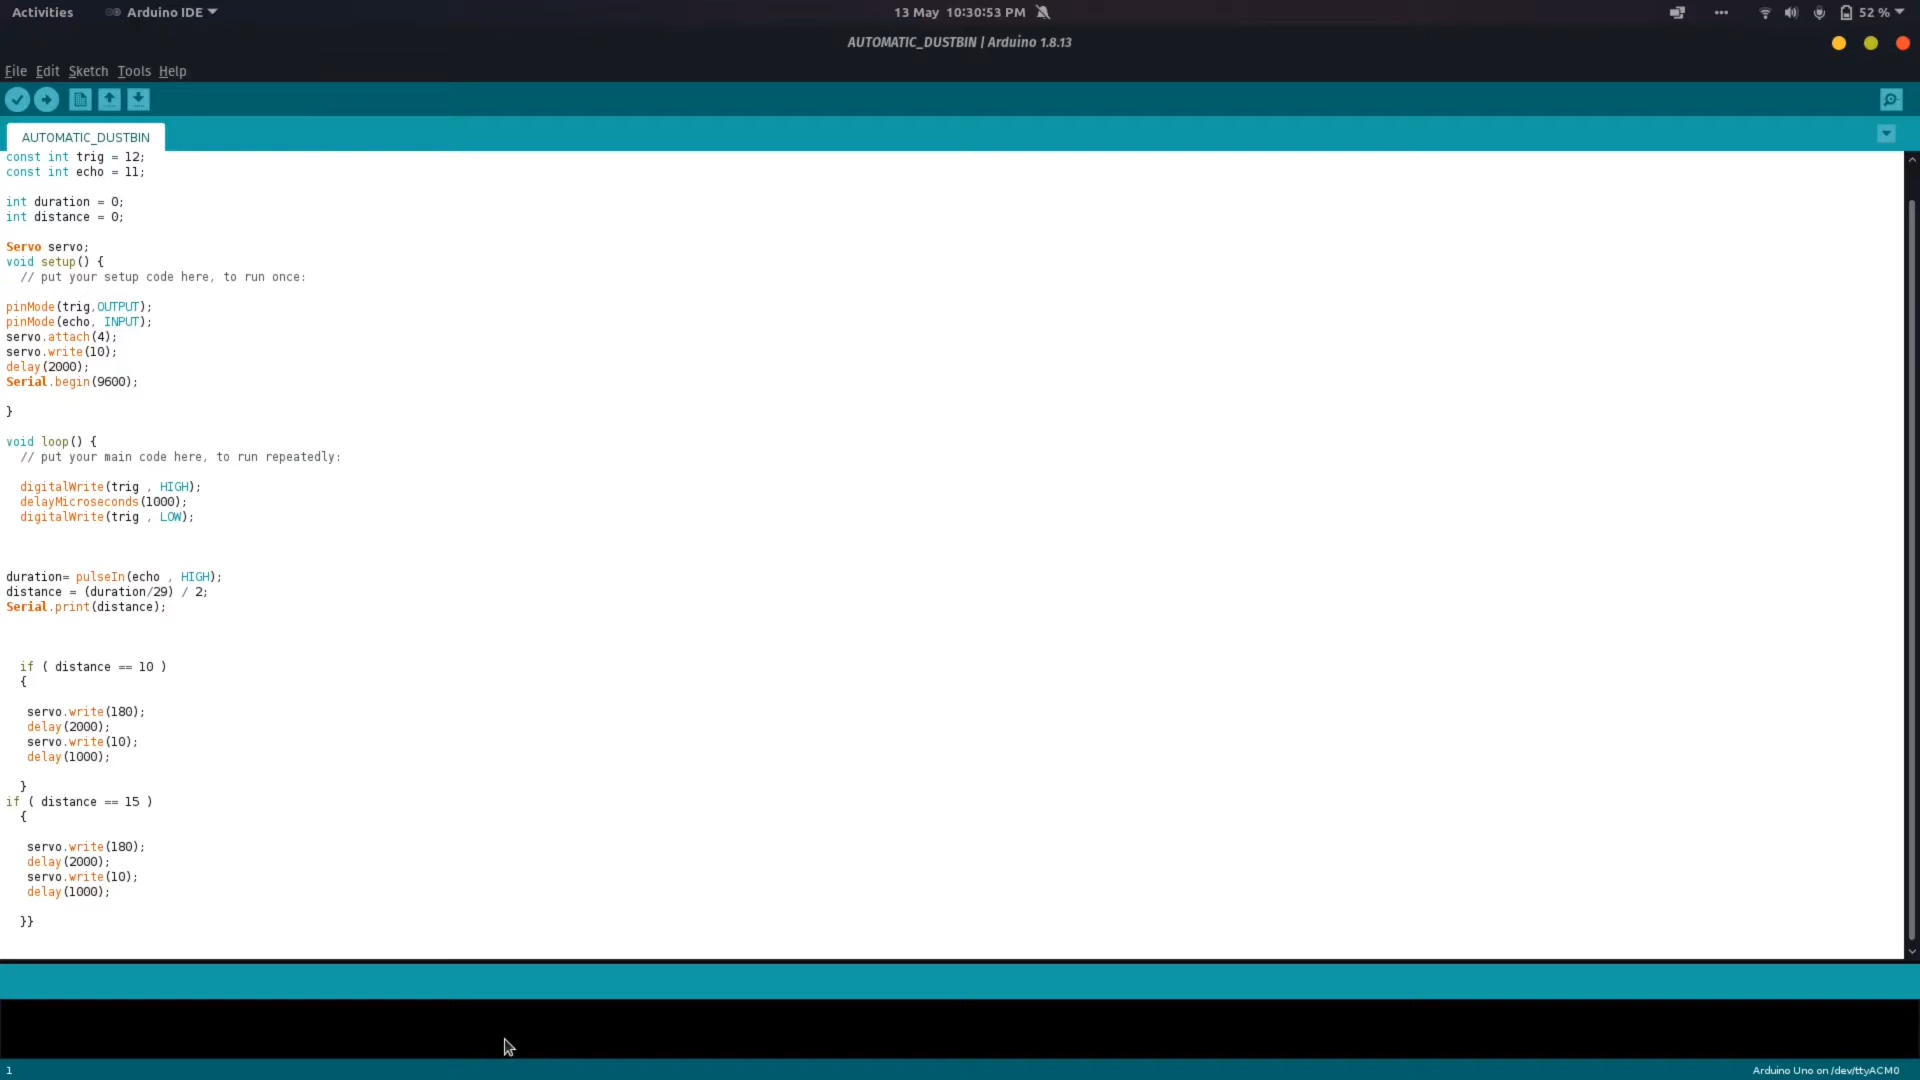 Activities Arduino IDE 13 May 10:30:53 PM 52 %
AUTOMATIC_DUSTBIN | Arduino 1.8.13
File Edit Sketch Tools Help
AUTOMATIC_DUSTBIN
const int trig = 12;
const int echo = 11;
int duration = 0;
int distance = 0;
Servo servo;
void setup() {
// put your setup code here, to run once:
pinMode(trig,OUTPUT);
pinMode(echo, INPUT);
servo.attach(4);
servo.write(10);
delay(2000);
Serial.begin(9600);
}
void loop() {
// put your main code here, to run repeatedly:
digitalWrite(trig , HIGH);
delayMicroseconds(1000);
digitalWrite(trig , LOW);
duration= pulseIn(echo , HIGH);
distance = (duration/29) / 2;
Serial.print(distance);
if ( distance == 10 )
{
servo.write(180);
delay(2000);
servo.write(10);
delay(1000);
}
if ( distance == 15 )
{
servo.write(180);
delay(2000);
servo.write(10);
delay(1000);
}}
1 Arduino Uno on /dev/ttyACM0